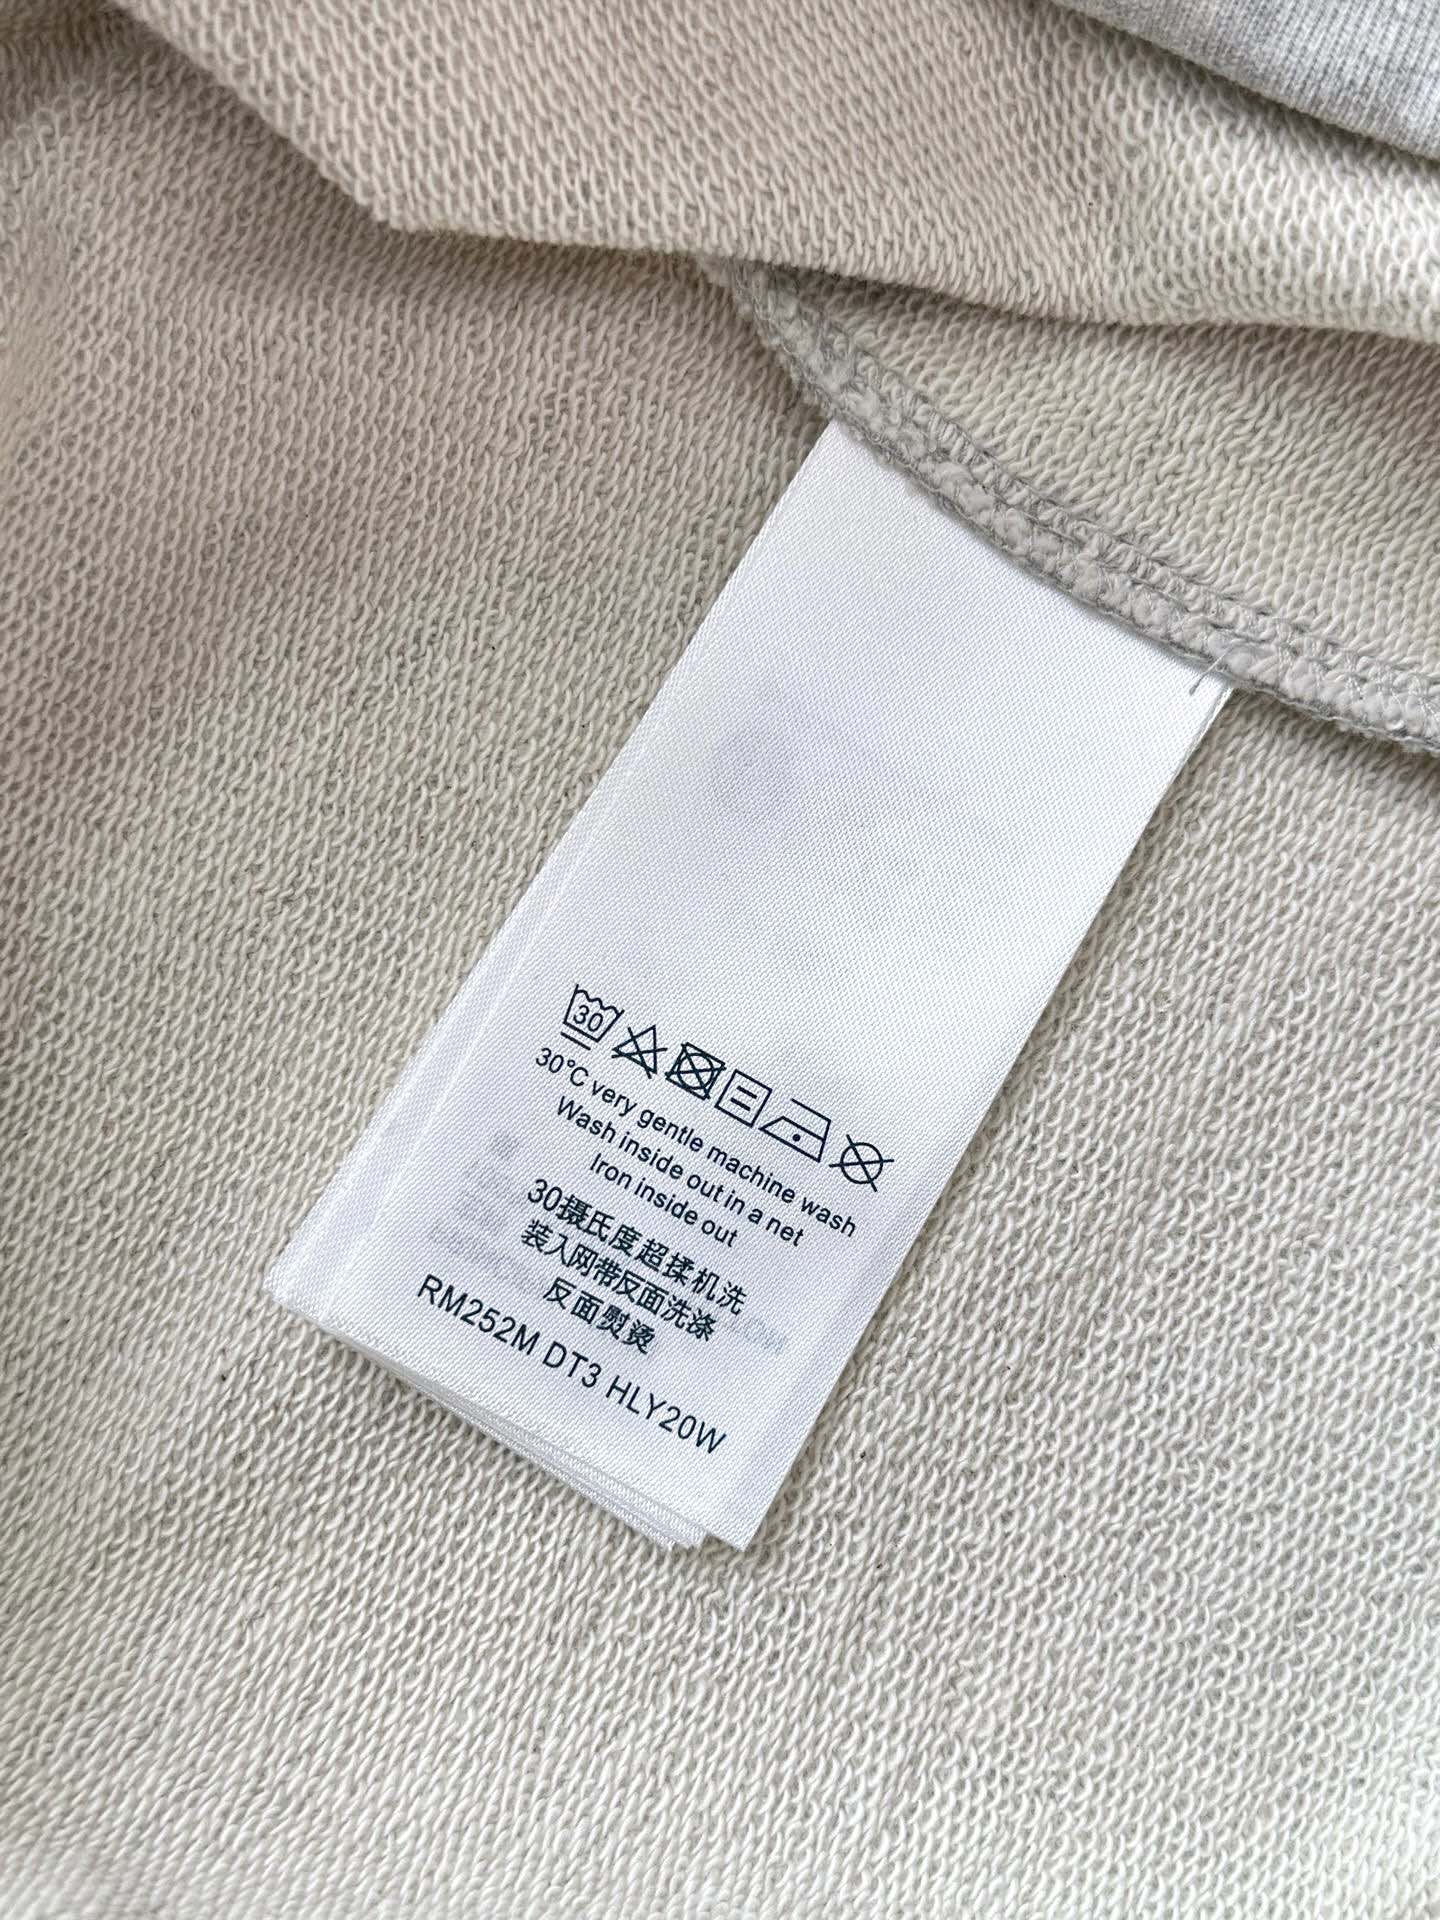 30
30°C very gentle machine wash
Wash inside out in a net
Iron inside out
30摄氏度超揉机洗
装入网带反面洗涤
反面熨烫
RM252M DT3 HLY20W